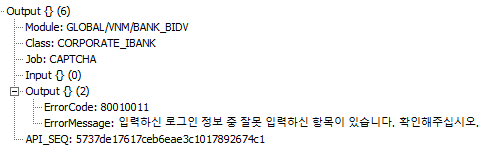 Output {} (6)
Module: GLOBAL/VNM/BANK_BIDV
Class: CORPORATE_IBANK
Job: CAPTCHA
Input {} (0)
Output {} (2)
ErrorCode: 80010011
ErrorMessage: 입력하신 로그인 정보 중 잘못 입력하신 항목이 있습니다. 확인해주십시오.
API_SEQ: 5737de17617ceb6eae3c1017892674c1